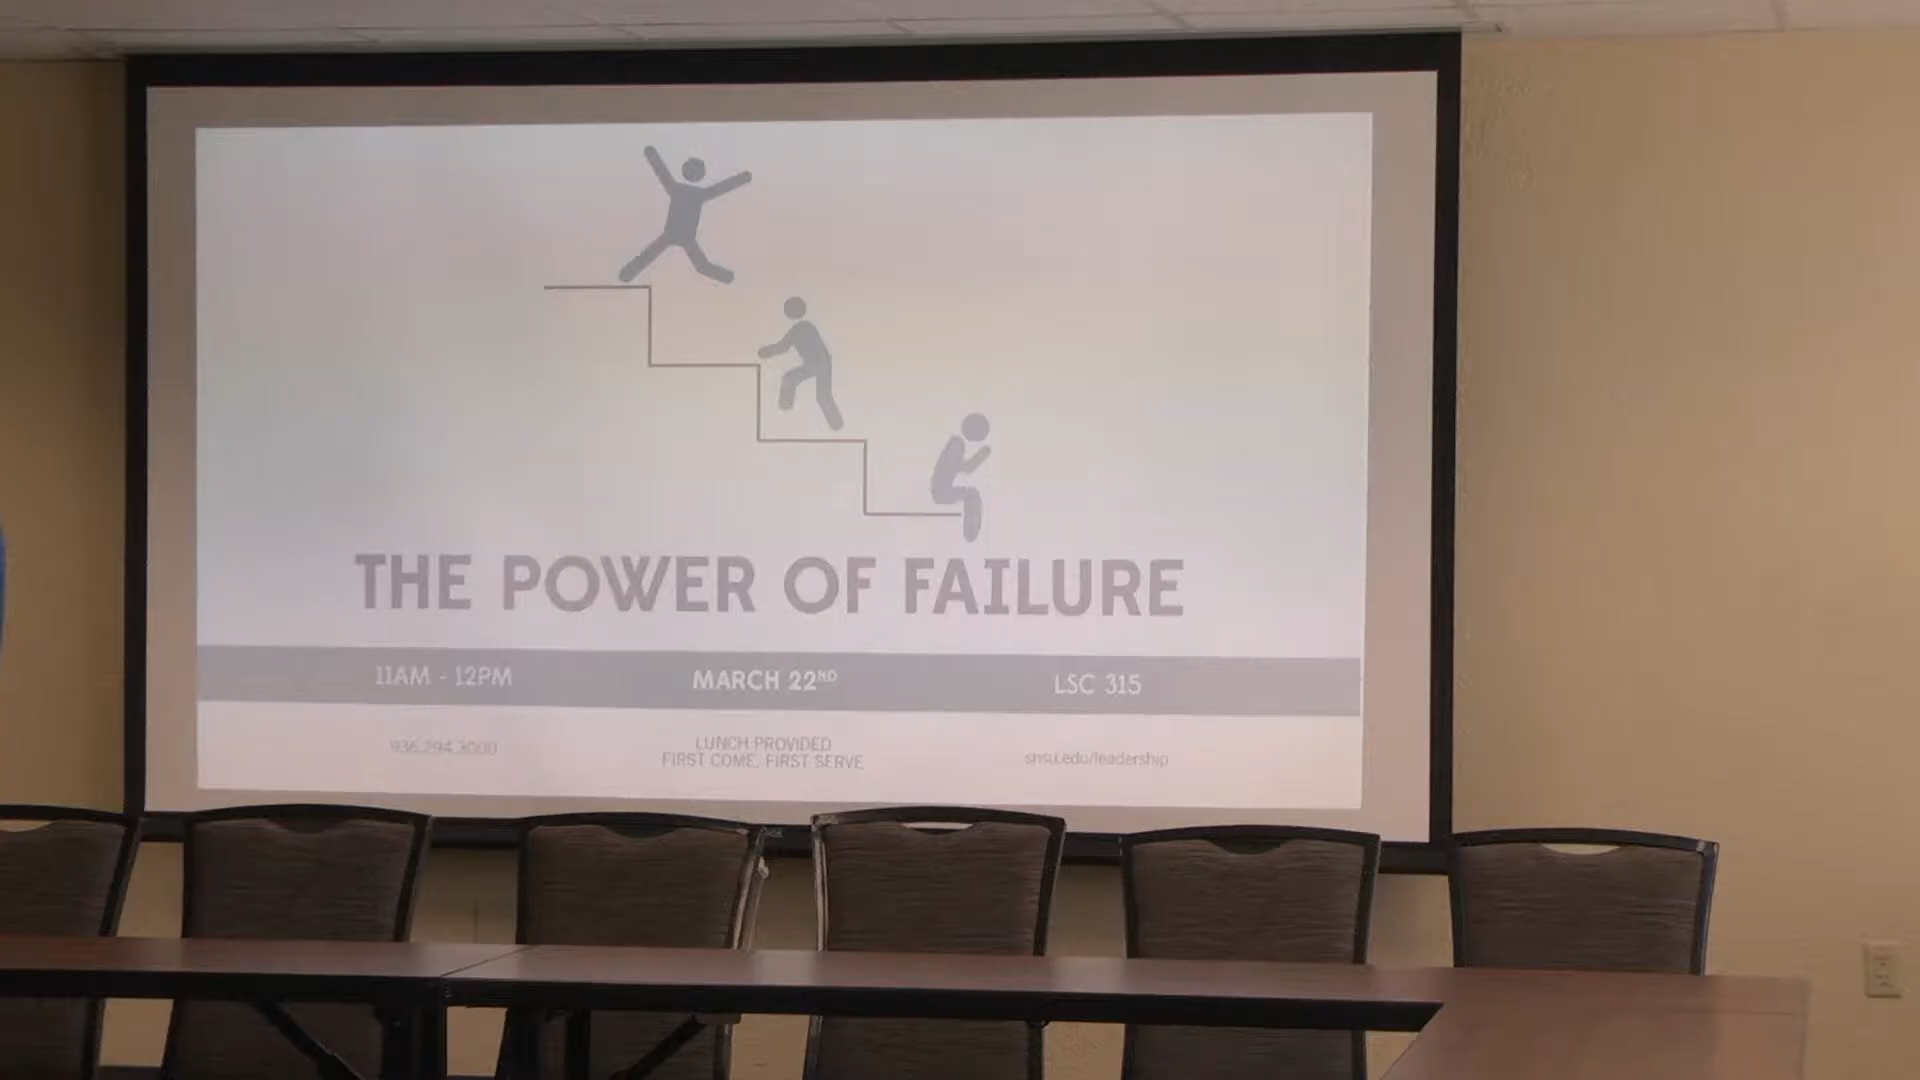 THE POWER OF FAILURE
11AM - 12PM
MARCH 22ND
LSC 315
936.294.3000
LUNCH PROVIDED
FIRST COME, FIRST SERVE
shsu.edu/leadership